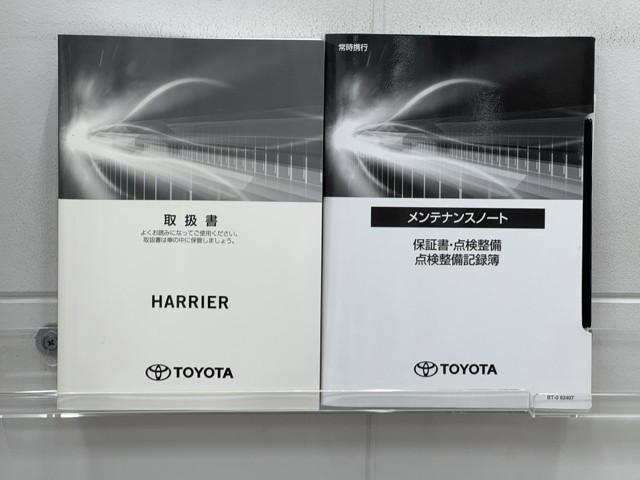 取扱書
よくお読みになってご使用ください。
取扱書は車の中に保管しましょう。
HARRIER
TOYOTA
常時携行
メンテナンスノート
保証書・点検整備
点検整備記録簿
TOYOTA
BT-0 62407